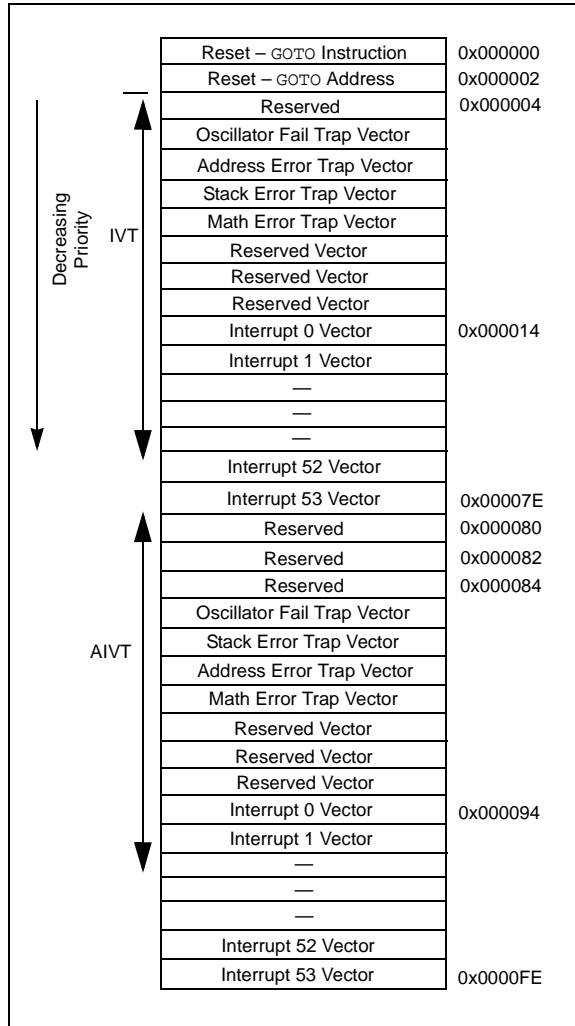 Reset – GOTO Instruction 0x000000
Reset – GOTO Address 0x000002
Reserved 0x000004
Oscillator Fail Trap Vector
Address Error Trap Vector
Stack Error Trap Vector
Math Error Trap Vector
Reserved Vector
Reserved Vector
Reserved Vector
Interrupt 0 Vector 0x000014
Interrupt 1 Vector
—
—
—
Interrupt 52 Vector
Interrupt 53 Vector 0x00007E
Decreasing
Priority
IVT
Reserved 0x000080
Reserved 0x000082
Reserved 0x000084
Oscillator Fail Trap Vector
Stack Error Trap Vector
Address Error Trap Vector
Math Error Trap Vector
Reserved Vector
Reserved Vector
Reserved Vector
Interrupt 0 Vector 0x000094
Interrupt 1 Vector
—
—
—
Interrupt 52 Vector
Interrupt 53 Vector 0x0000FE
AIVT